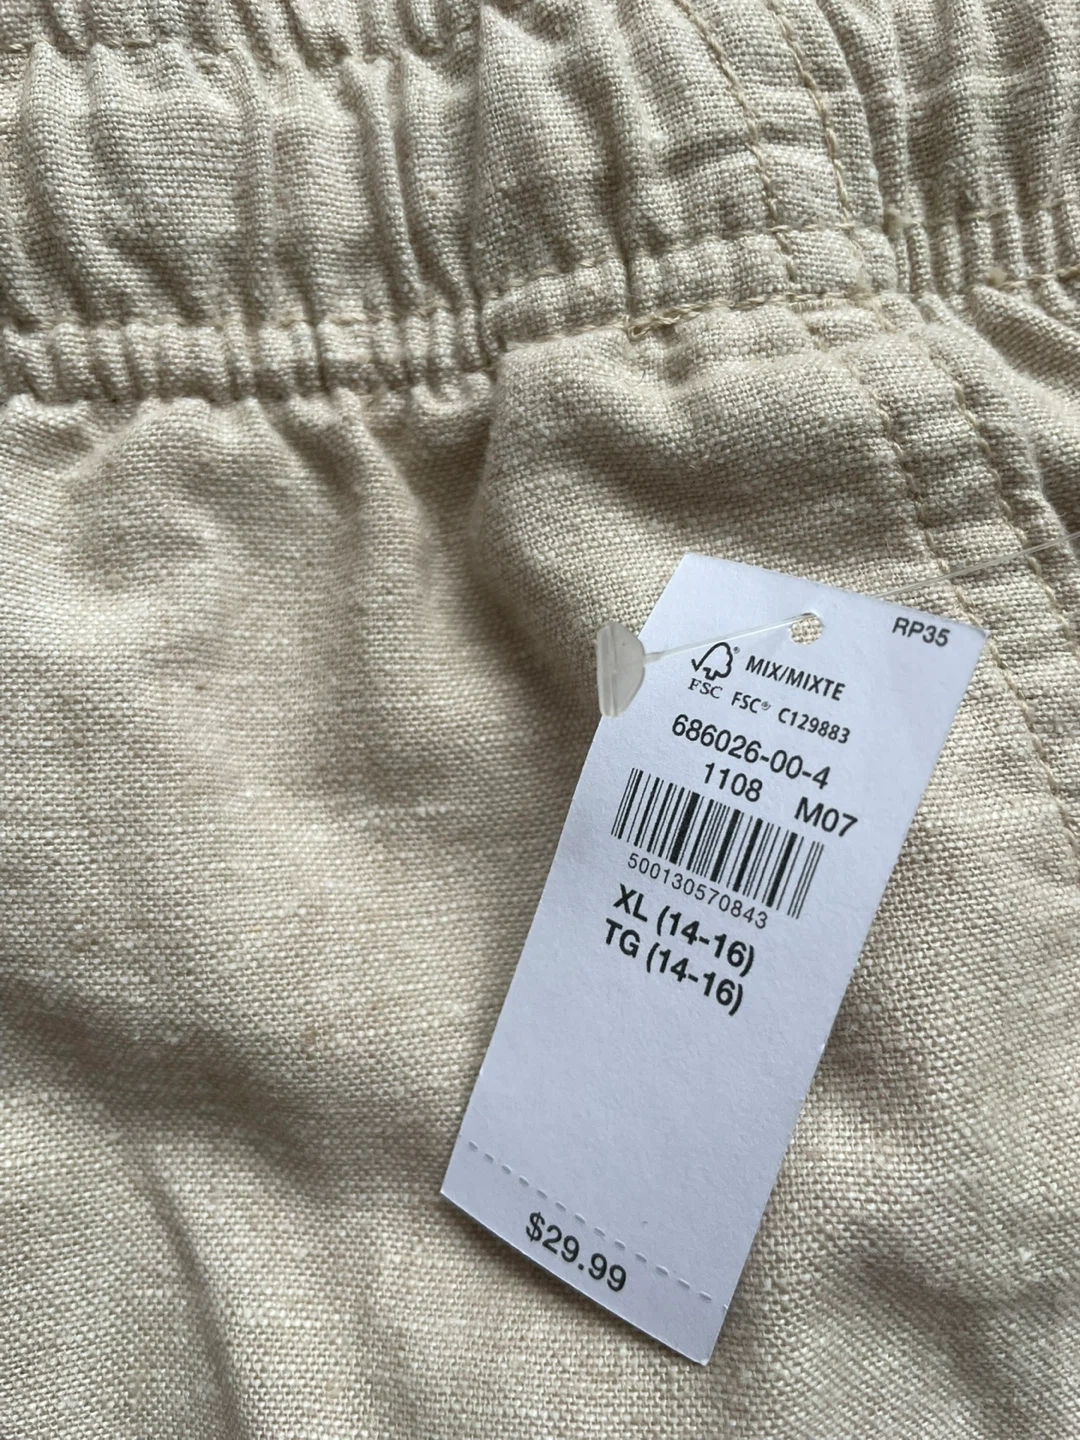 RP35
MIX/MIXTE
FSC FSC® C129883
686026-00-4
1108 M07
500130570843
XL (14-16)
TG (14-16)
$29.99